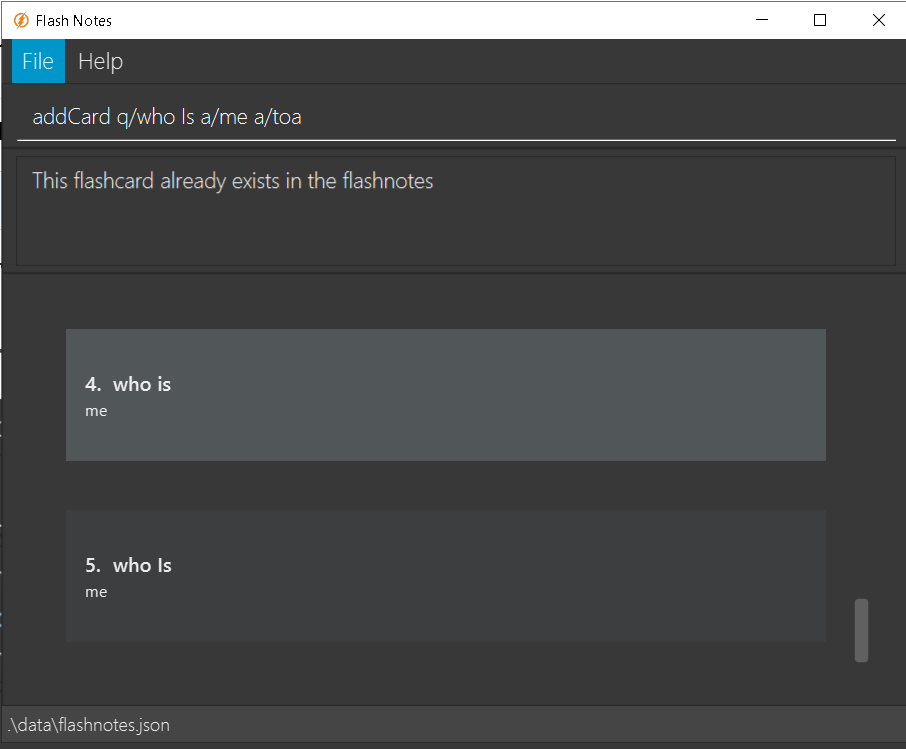 Flash Notes
File Help
addCard q/who Is a/me a/toa
This flashcard already exists in the flashnotes
4. who is
me
5. who Is
me
.\data\flashnotes.json